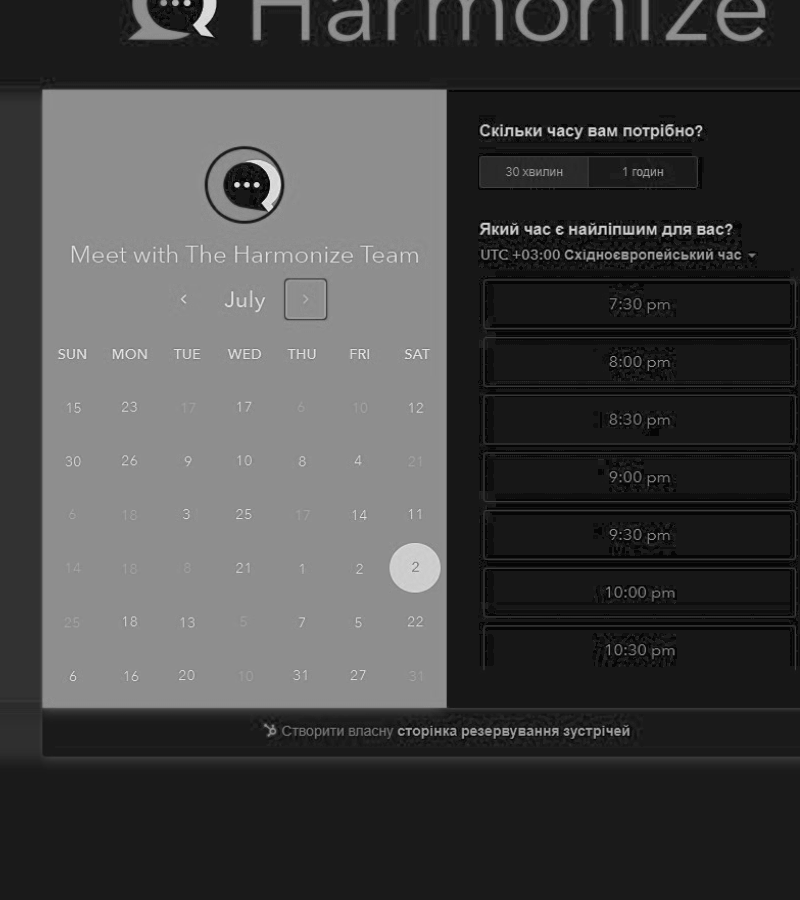 Harmonize
Meet with The Harmonize Team
July
SUN MON TUE WED THU FRI SAT
15 23 17 17 6 10 12
30 26 9 10 8 4 21
6 18 3 25 17 14 11
14 18 8 21 1 2 2
25 18 13 5 7 5 22
6 16 20 10 31 27 31
Скільки часу вам потрібно?
30 хвилин 1 годин
Який час є найліпшим для вас?
UTC +03:00 Східноєвропейський час
7:30 pm
8:00 pm
8:30 pm
9:00 pm
9:30 pm
10:00 pm
10:30 pm
Створити власну сторінка резервування зустрічей